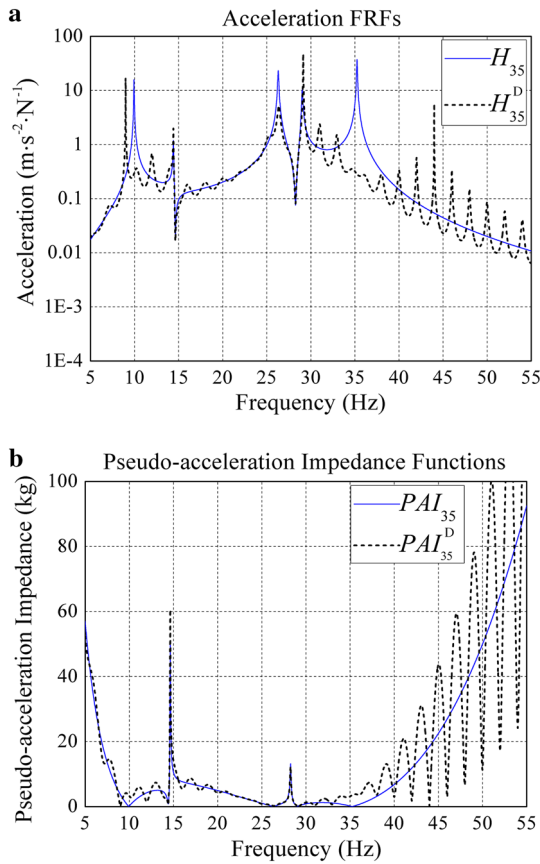 a
Acceleration FRFs
Acceleration (m·s⁻²·N⁻¹)
100
10
1
0.1
0.01
1E-3
1E-4
H₃₅
H₃₅ᴰ
5 10 15 20 25 30 35 40 45 50 55
Frequency (Hz)
b
Pseudo-acceleration Impedance Functions
Pseudo-acceleration Impedance (kg)
100
80
60
40
20
0
PAI₃₅
PAI₃₅ᴰ
5 10 15 20 25 30 35 40 45 50 55
Frequency (Hz)